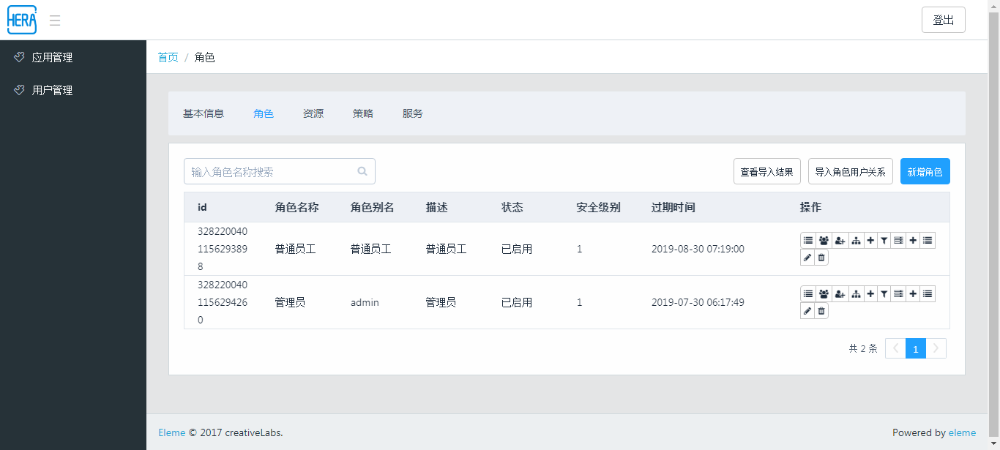 HERA
登出
应用管理
用户管理
首页 / 角色
基本信息 角色 资源 策略 服务
输入角色名称搜索
查看导入结果 导入角色用户关系 新增角色
id 角色名称 角色别名 描述 状态 安全级别 过期时间 操作
328220040
115629389
8
普通员工 普通员工 普通员工 已启用 1 2019-08-30 07:19:00
328220040
115629426
0
管理员 admin 管理员 已启用 1 2019-07-30 06:17:49
共 2 条 1
Eleme © 2017 creativeLabs.
Powered by eleme